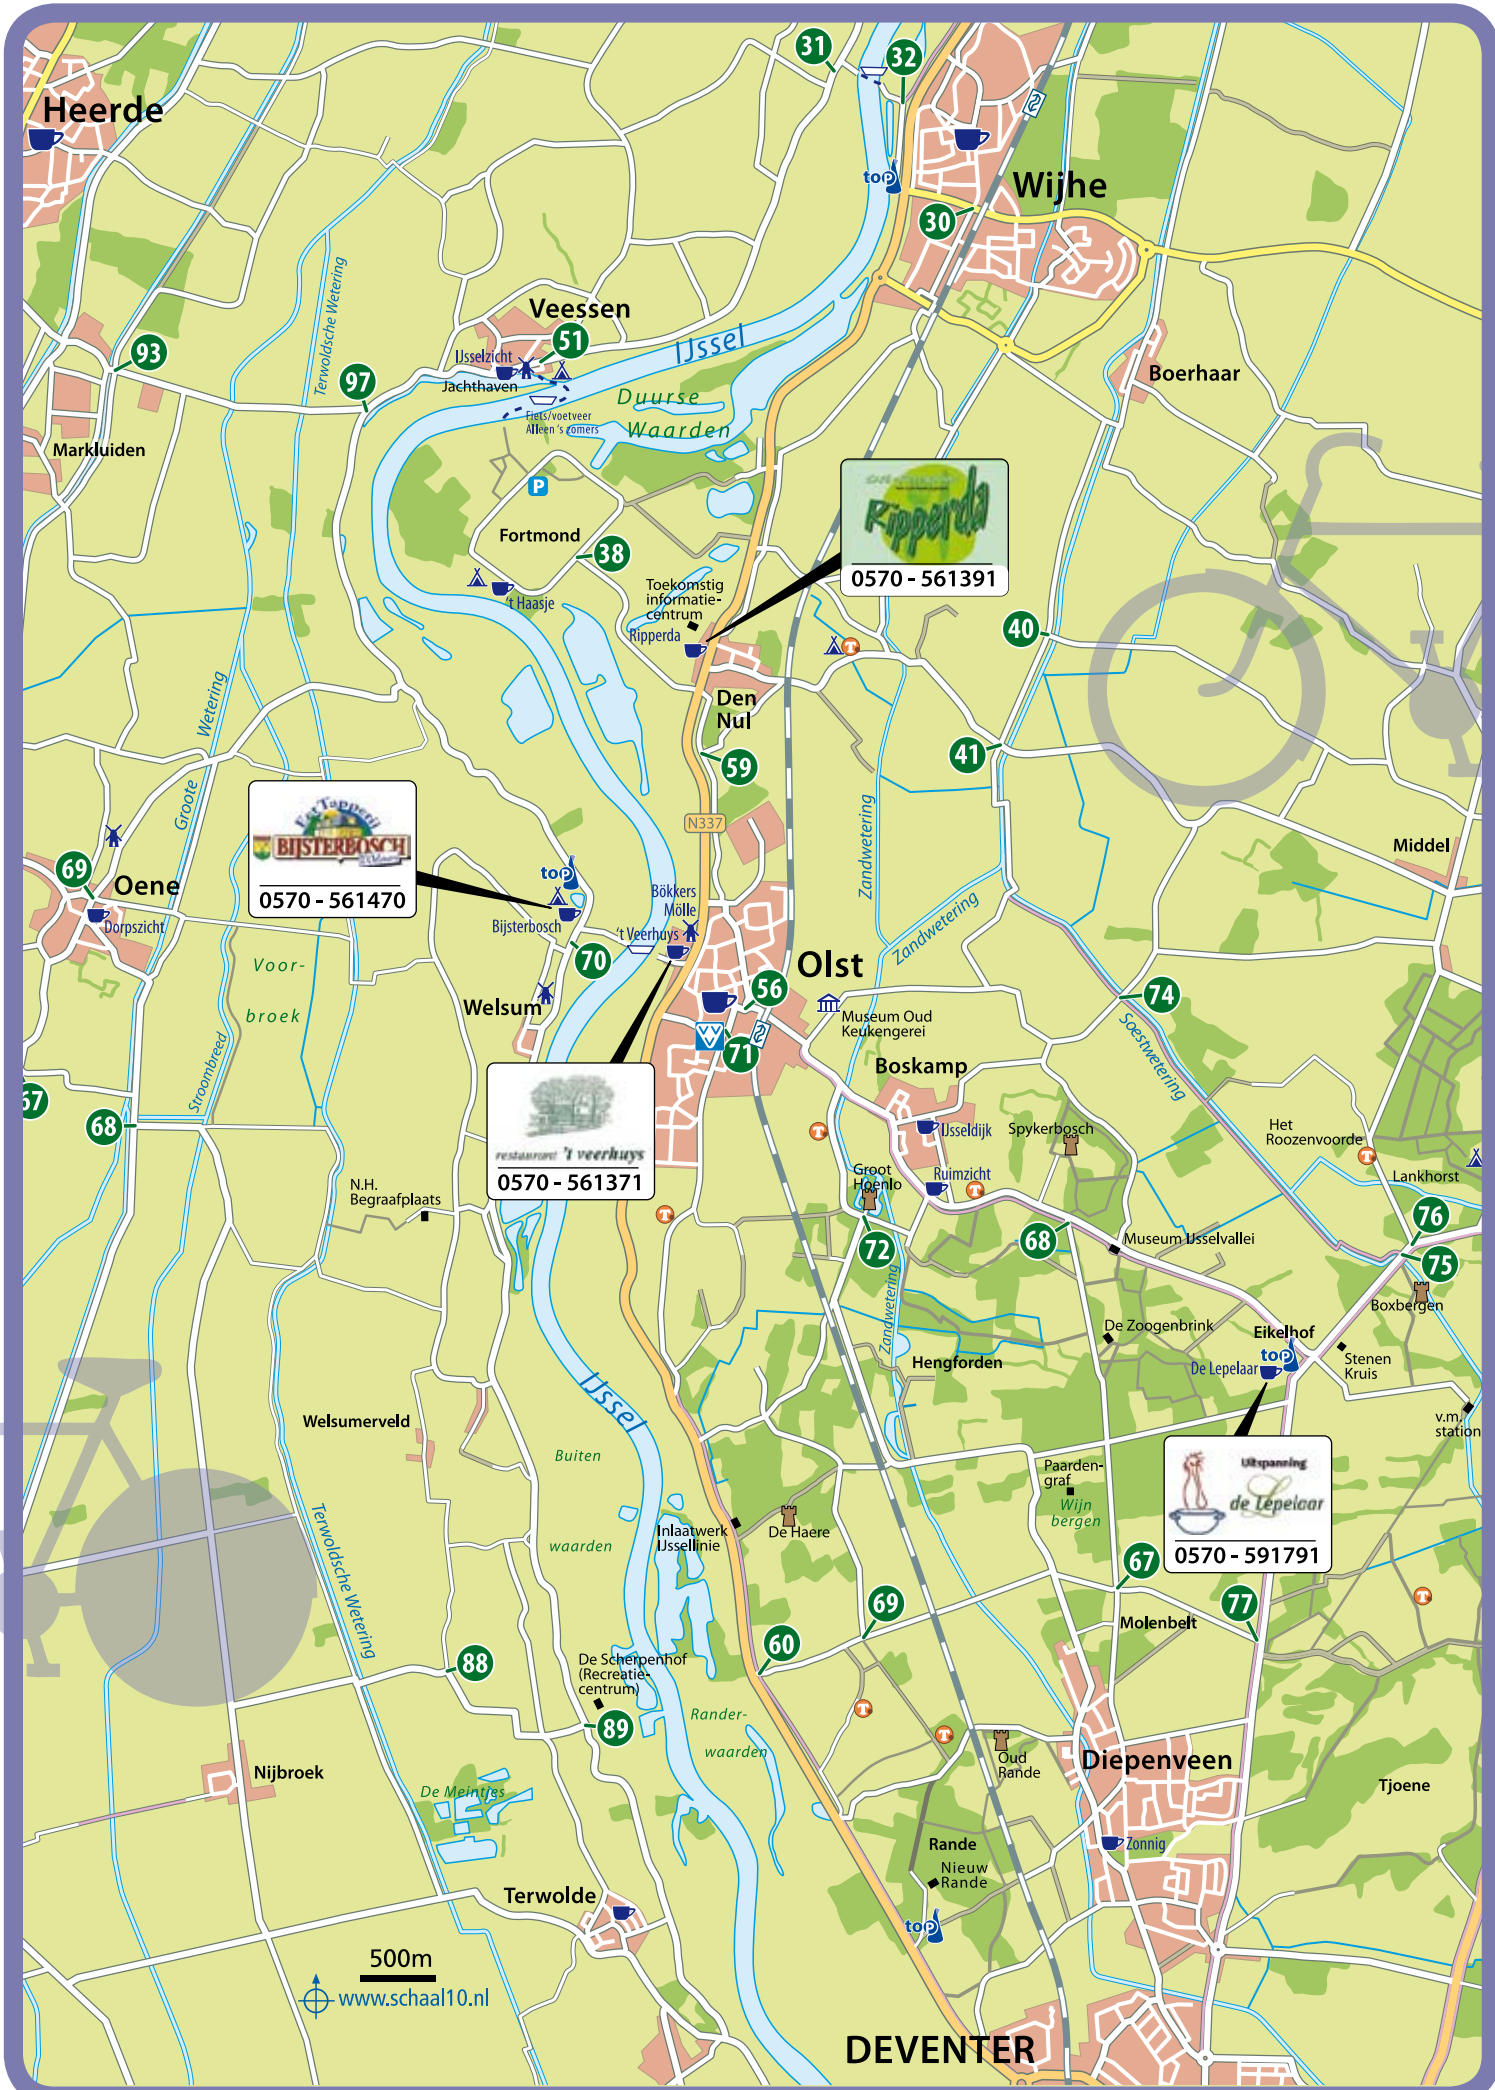 31
32
Heerde
top
Wijhe
30
Terwoldsche Wetering
Veessen
51
IJssel
93
IJsselzicht
Jachthaven
97
Boerhaar
Duurse
Waarden
Fiets/voetveer
Alleen 's zomers
Markluiden
P
Ripperda
0570 - 561391
Fortmond
38
't Haasje
Toekomstig
informatie-
centrum
Ripperda
T
40
Groote Wetering
Den
Nul
41
59
Et Tapperij
BIJSTERBOSCH
0570 - 561470
N337
Zandwetering
Middel
69
Oene
Dorpszicht
top
Bijsterbosch
Bökkers
Mölle
't Veerhuys
70
Zandwetering
Olst
Voor-
broek
Welsum
56
74
Museum Oud
Keukengerei
VVV
71
Soestwetering
Boskamp
Stroombreed
67
68
restaurant 't veerhuys
0570 - 561371
T
IJsseldijk
Spykerbosch
Het
Roozenvoorde
T
Lankhorst
N.H.
Begraafplaats
Groot
Hoenlo
Ruimzicht
T
T
72
68
Museum IJsselvallei
76
75
Zandwetering
Boxbergen
De Zoogenbrink
Eikelhof
top
De Lepelaar
Stenen
Kruis
Hengforden
IJssel
Welsumerveld
v.m.
station
Buiten
waarden
Paarden-
graf
Wijn
bergen
Uitspanning
de Lepelaar
0570 - 591791
Inlaatwerk
IJssellinie
De Haere
Terwoldsche Wetering
67
T
69
77
Molenbelt
60
88
De Scherpenhof
(Recreatie-
centrum)
89
Rander-
waarden
T
T
Oud
Rande
Diepenveen
Nijbroek
De Meintjes
Tjoene
Rande
Nieuw
Rande
Zonnig
Terwolde
top
500m
www.schaal10.nl
DEVENTER